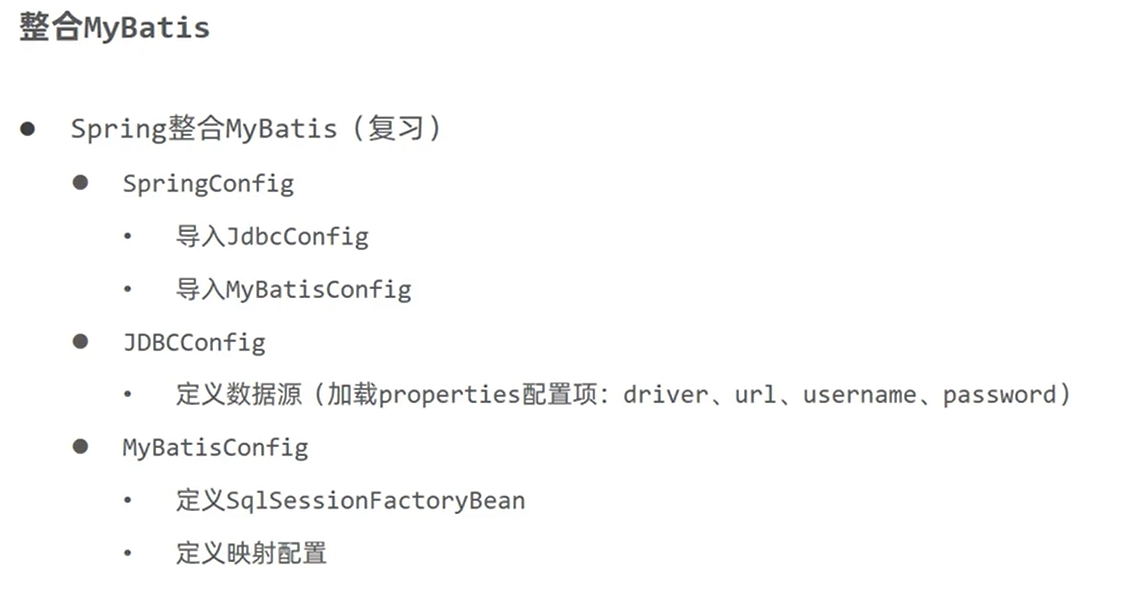 整合MyBatis
Spring整合MyBatis（复习）
SpringConfig
导入JdbcConfig
导入MyBatisConfig
JDBCConfig
定义数据源（加载properties配置项：driver、url、username、password）
MyBatisConfig
定义SqlSessionFactoryBean
定义映射配置